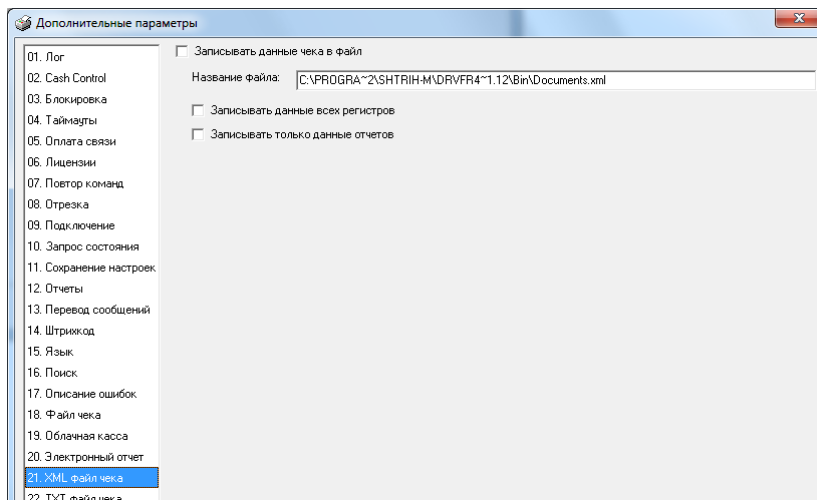 Дополнительные параметры
01. Лог
02. Cash Control
03. Блокировка
04. Таймауты
05. Оплата связи
06. Лицензии
07. Повтор команд
08. Отрезка
09. Подключение
10. Запрос состояния
11. Сохранение настроек
12. Отчеты
13. Перевод сообщений
14. Штрихкод
15. Язык
16. Поиск
17. Описание ошибок
18. Файл чека
19. Облачная касса
20. Электронный отчет
21. XML файл чека
22. TXT файл чека
Записывать данные чека в файл
Название файла: C:\PROGRA~2\SHTRIH-M\DRVFR4~1.12\Bin\Documents.xml
Записывать данные всех регистров
Записывать только данные отчетов